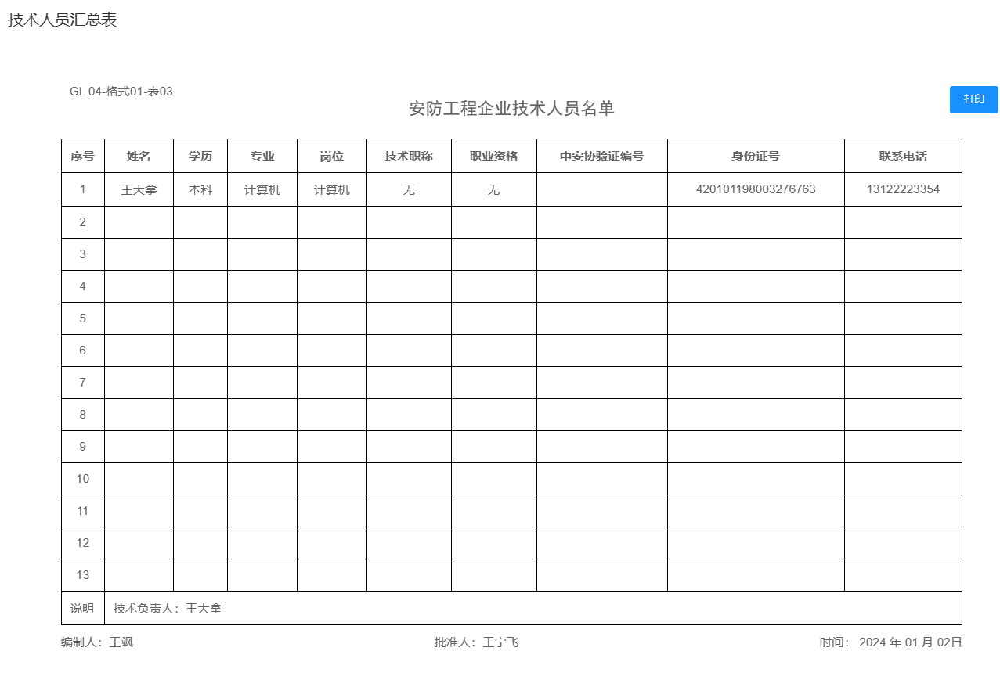 技术人员汇总表
GL 04-格式01-表03
打印
安防工程企业技术人员名单
序号 姓名 学历 专业 岗位 技术职称 职业资格 中安协验证编号 身份证号 联系电话
1 王大拿 本科 计算机 计算机 无 无 420101198003276763 13122223354
2
3
4
5
6
7
8
9
10
11
12
13
说明 技术负责人：王大拿
编制人：王飒 批准人：王宁飞 时间： 2024 年 01 月 02日